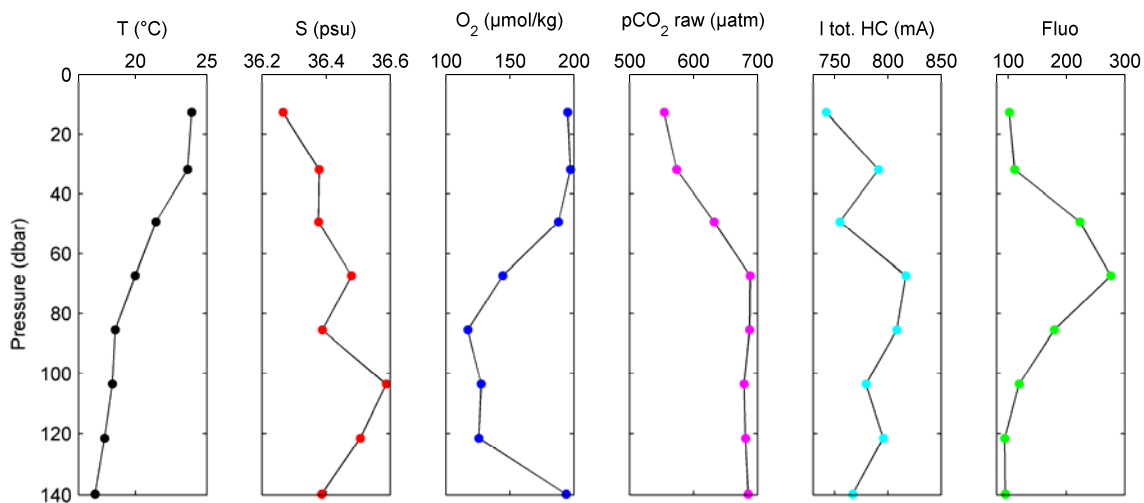 T (°C)
S (psu)
O₂ (µmol/kg)
pCO₂ raw (µatm)
I tot. HC (mA)
Fluo
20 25
36.2 36.4 36.6
100 150 200
500 600 700
750 800 850
100 200 300
0
20
40
60
80
100
120
140
Pressure (dbar)